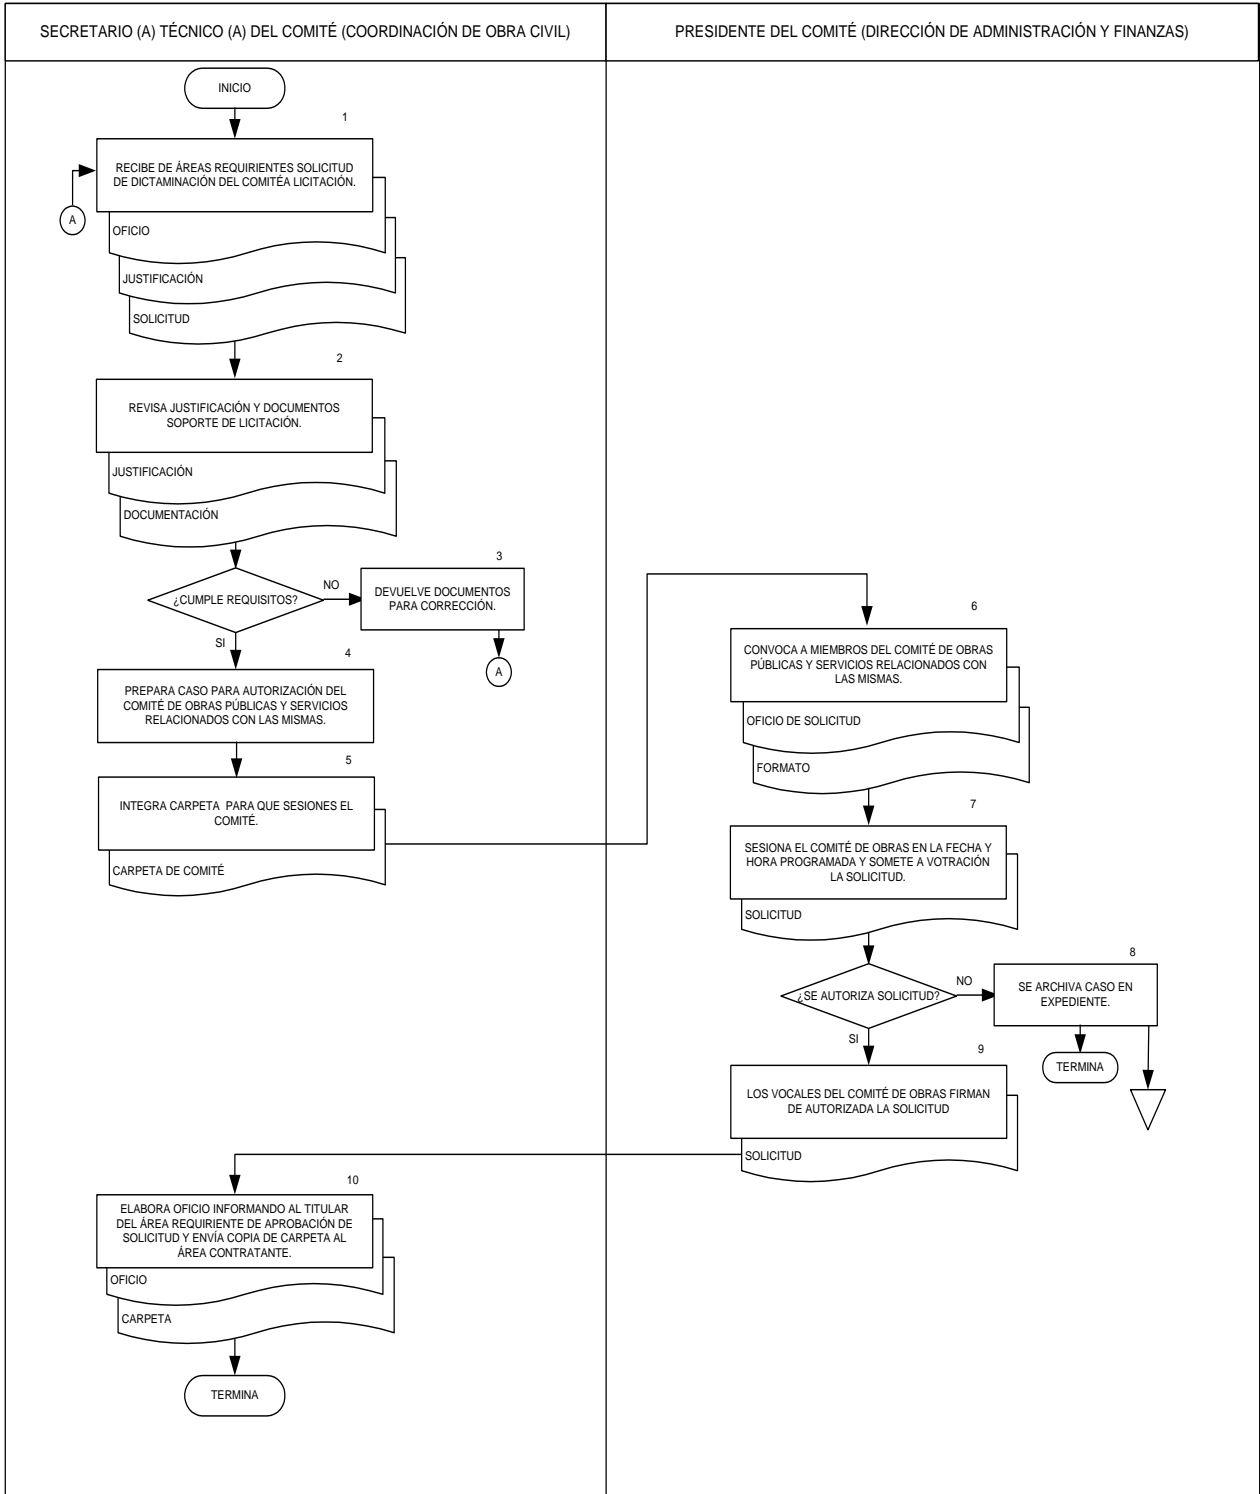 SECRETARIO (A) TÉCNICO (A) DEL COMITÉ (COORDINACIÓN DE OBRA CIVIL)
PRESIDENTE DEL COMITÉ (DIRECCIÓN DE ADMINISTRACIÓN Y FINANZAS)
INICIO
1
RECIBE DE ÁREAS REQUIRIENTES SOLICITUD
DE DICTAMINACIÓN DEL COMITÉA LICITACIÓN.
A
OFICIO
JUSTIFICACIÓN
SOLICITUD
2
REVISA JUSTIFICACIÓN Y DOCUMENTOS
SOPORTE DE LICITACIÓN.
JUSTIFICACIÓN
DOCUMENTACIÓN
¿CUMPLE REQUISITOS?
NO
3
DEVUELVE DOCUMENTOS
PARA CORRECCIÓN.
A
SI
4
PREPARA CASO PARA AUTORIZACIÓN DEL
COMITÉ DE OBRAS PÚBLICAS Y SERVICIOS
RELACIONADOS CON LAS MISMAS.
5
INTEGRA CARPETA PARA QUE SESIONES EL
COMITÉ.
CARPETA DE COMITÉ
6
CONVOCA A MIEMBROS DEL COMITÉ DE OBRAS
PÚBLICAS Y SERVICIOS RELACIONADOS CON
LAS MISMAS.
OFICIO DE SOLICITUD
FORMATO
7
SESIONA EL COMITÉ DE OBRAS EN LA FECHA Y
HORA PROGRAMADA Y SOMETE A VOTRACIÓN
LA SOLICITUD.
SOLICITUD
¿SE AUTORIZA SOLICITUD?
NO
8
SE ARCHIVA CASO EN
EXPEDIENTE.
TERMINA
SI
9
LOS VOCALES DEL COMITÉ DE OBRAS FIRMAN
DE AUTORIZADA LA SOLICITUD
SOLICITUD
10
ELABORA OFICIO INFORMANDO AL TITULAR
DEL ÁREA REQUIRIENTE DE APROBACIÓN DE
SOLICITUD Y ENVÍA COPIA DE CARPETA AL
ÁREA CONTRATANTE.
OFICIO
CARPETA
TERMINA